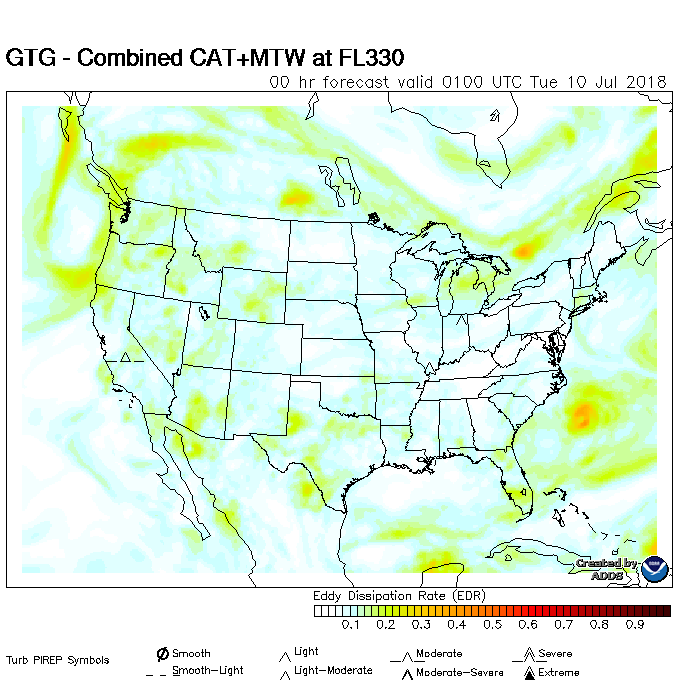 GTG - Combined CAT+MTW at FL330
00 hr forecast valid 0100 UTC Tue 10 Jul 2018
Created by
ADDS
Eddy Dissipation Rate (EDR)
0.1 0.2 0.3 0.4 0.5 0.6 0.7 0.8 0.9
Turb PIREP Symbols
Smooth Light Moderate Severe
Smooth-Light Light-Moderate Moderate-Severe Extreme